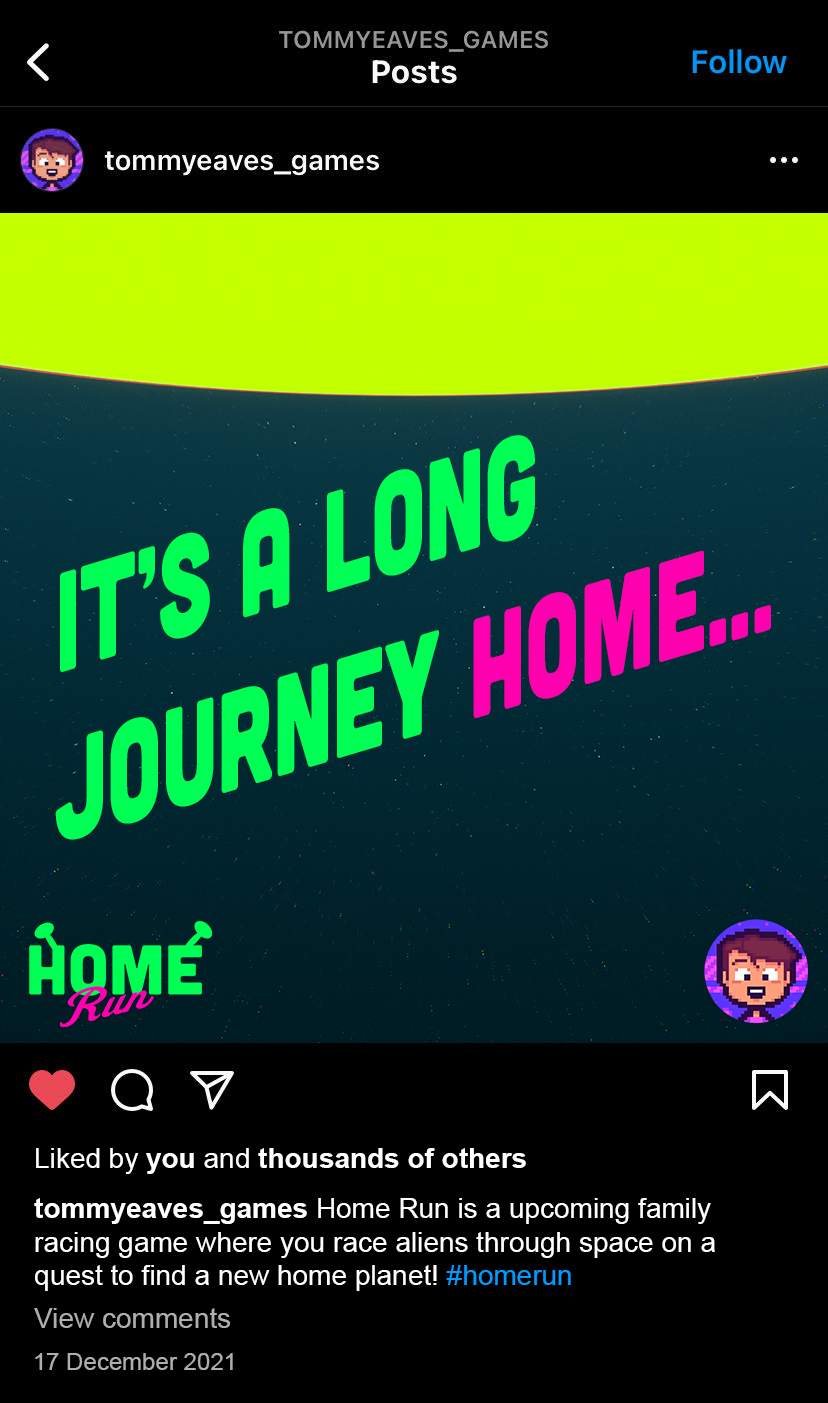 TOMMYEAVES_GAMES
Posts
Follow
tommyeaves_games
IT'S A LONG
JOURNEY HOME...
HOME
Run
Liked by you and thousands of others
tommyeaves_games Home Run is a upcoming family
racing game where you race aliens through space on a
quest to find a new home planet! #homerun
View comments
17 December 2021